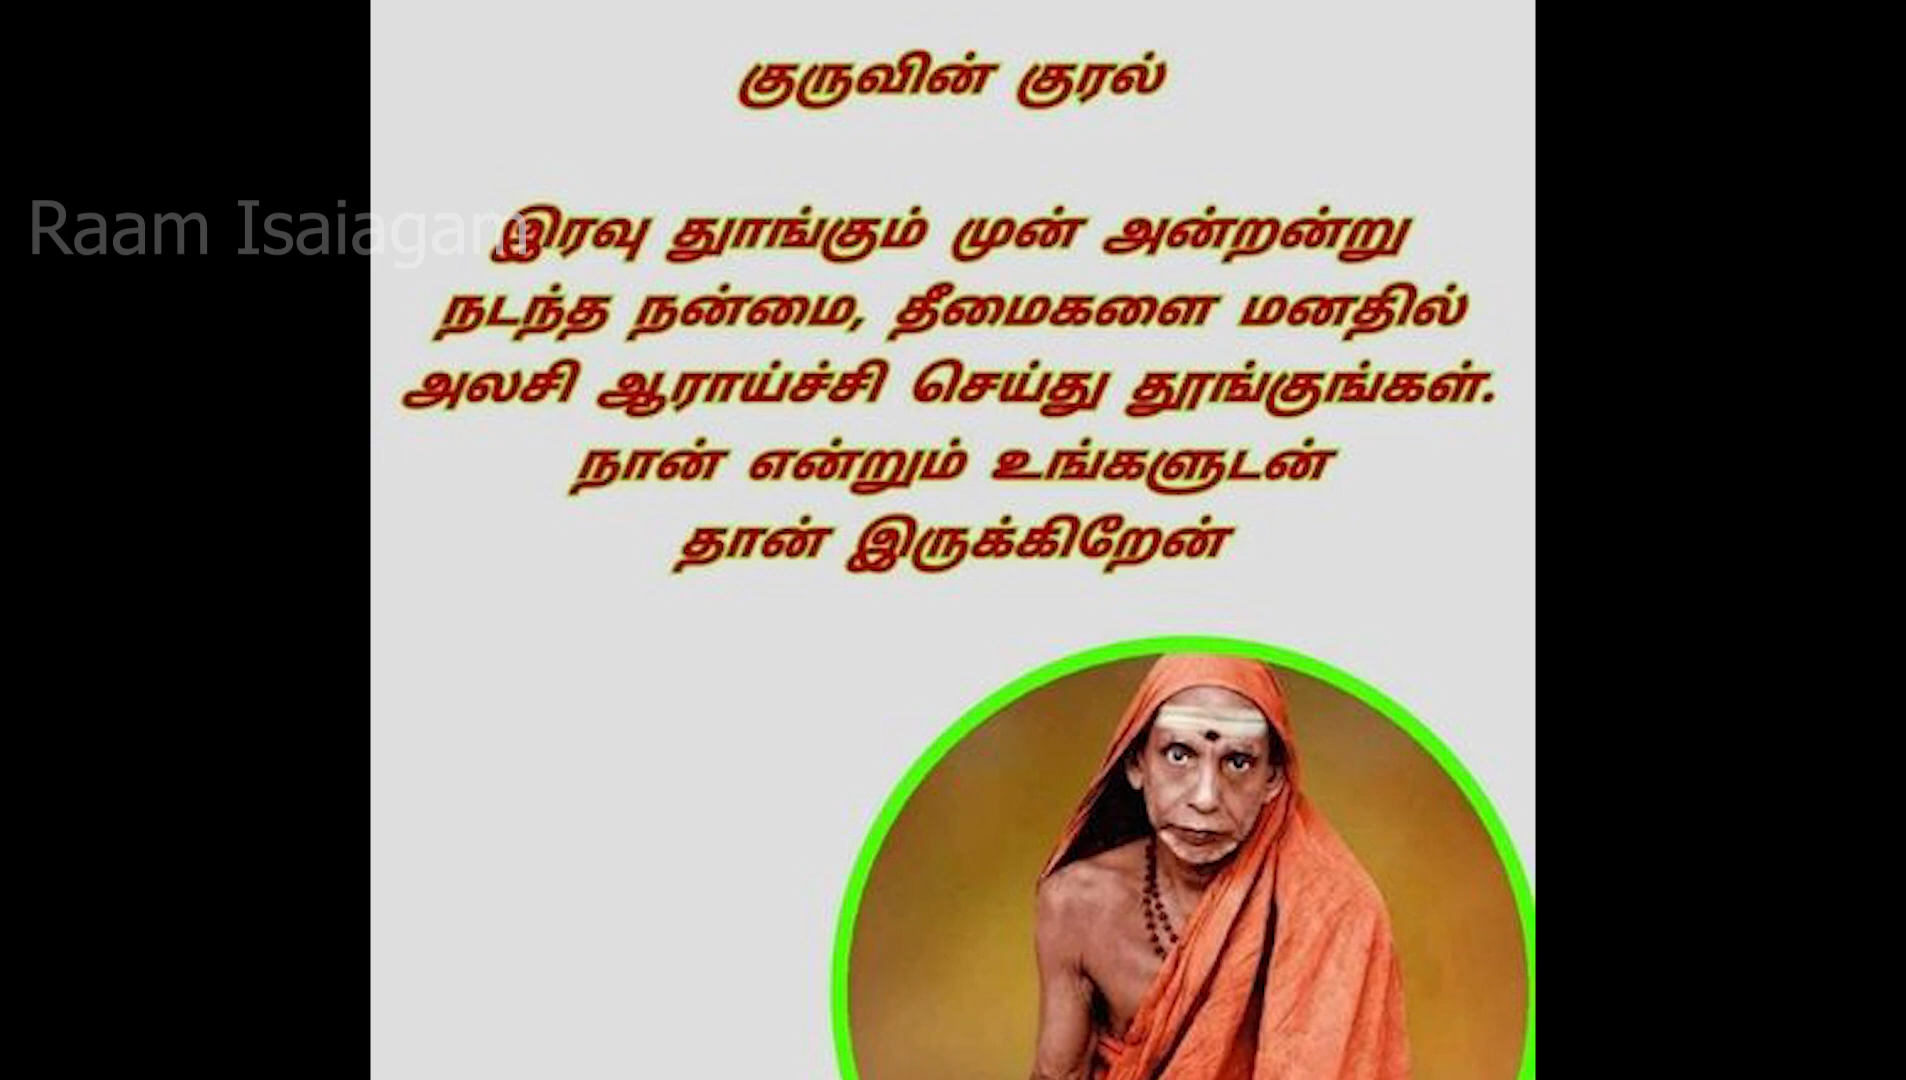 குருவின் குரல்
Raam Isaiagam
இரவு தூங்கும் முன் அன்றன்று
நடந்த நன்மை, தீமைகளை மனதில்
அலசி ஆராய்ச்சி செய்து தூங்குங்கள்.
நான் என்றும் உங்களுடன்
தான் இருக்கிறேன்